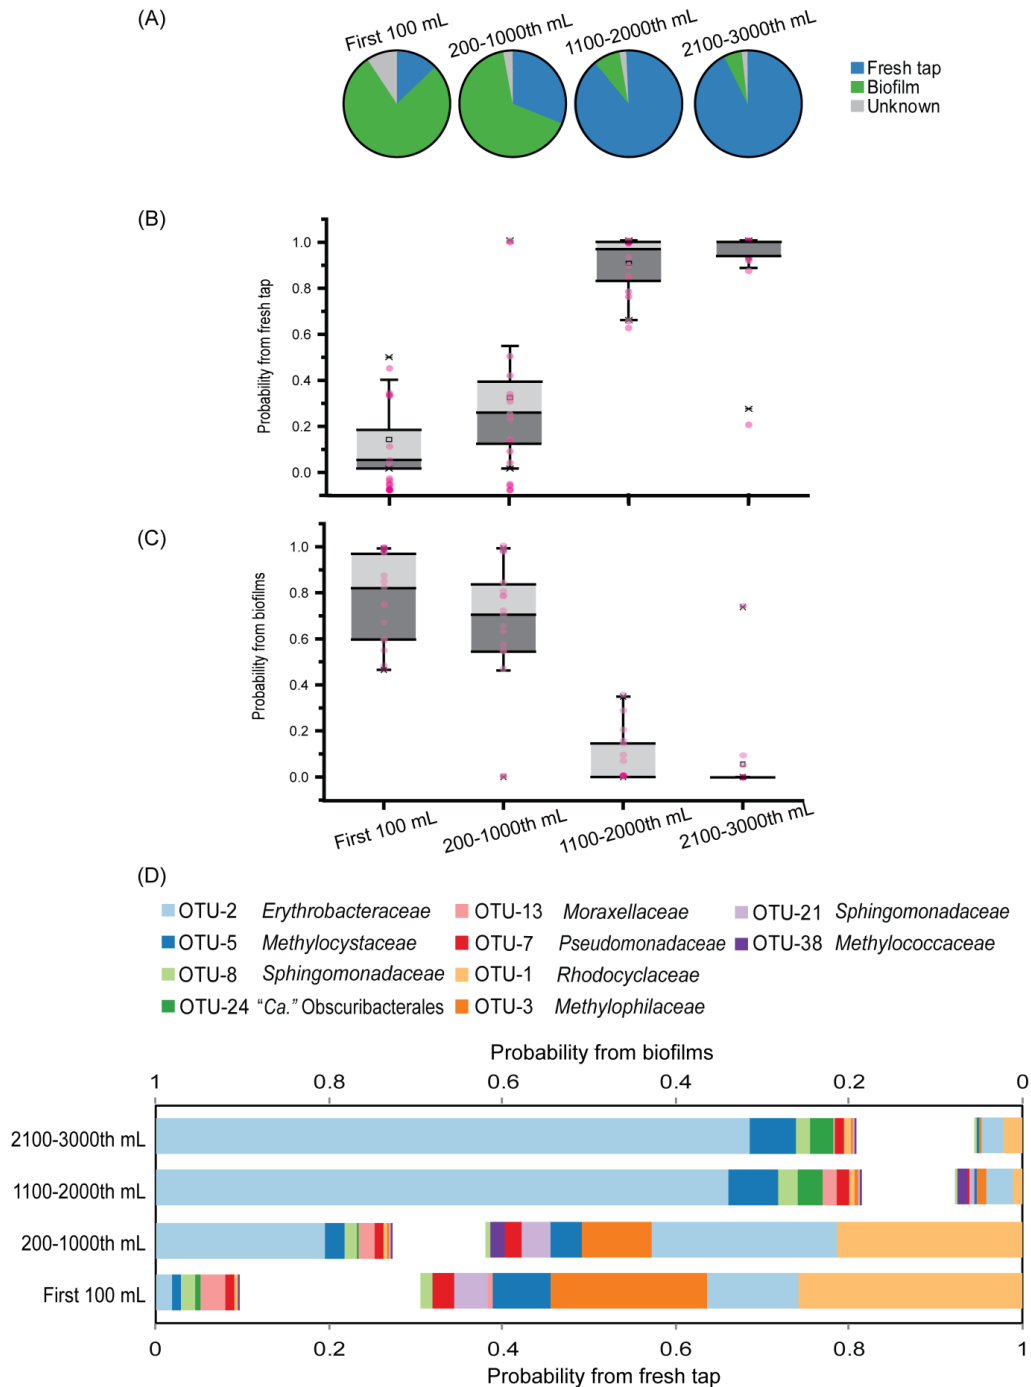 (A)
First 100 mL
200-1000th mL
1100-2000th mL
2100-3000th mL
Fresh tap
Biofilm
Unknown
(B)
Probability from fresh tap
1.0
0.8
0.6
0.4
0.2
0.0
(C)
Probability from biofilms
1.0
0.8
0.6
0.4
0.2
0.0
First 100 mL
200-1000th mL
1100-2000th mL
2100-3000th mL
(D)
OTU-2 Erythrobacteraceae
OTU-5 Methylocystaceae
OTU-8 Sphingomonadaceae
OTU-24 "Ca." Obscuribacterales
OTU-13 Moraxellaceae
OTU-7 Pseudomonadaceae
OTU-1 Rhodocyclaceae
OTU-3 Methylophilaceae
OTU-21 Sphingomonadaceae
OTU-38 Methylococcaceae
Probability from biofilms
1 0.8 0.6 0.4 0.2 0
2100-3000th mL
1100-2000th mL
200-1000th mL
First 100 mL
0 0.2 0.4 0.6 0.8 1
Probability from fresh tap